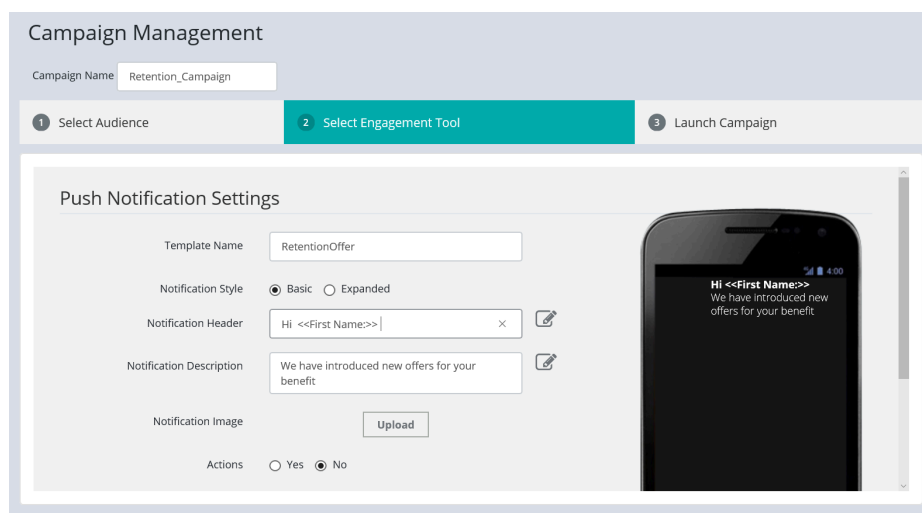 Campaign Management
Campaign Name Retention_Campaign
1 Select Audience
2 Select Engagement Tool
3 Launch Campaign
Push Notification Settings
Template Name RetentionOffer
Notification Style Basic Expanded
Notification Header Hi <<First Name:>>
Notification Description We have introduced new offers for your
benefit
Notification Image Upload
Actions Yes No
4:00
Hi <<First Name:>>
We have introduced new
offers for your benefit